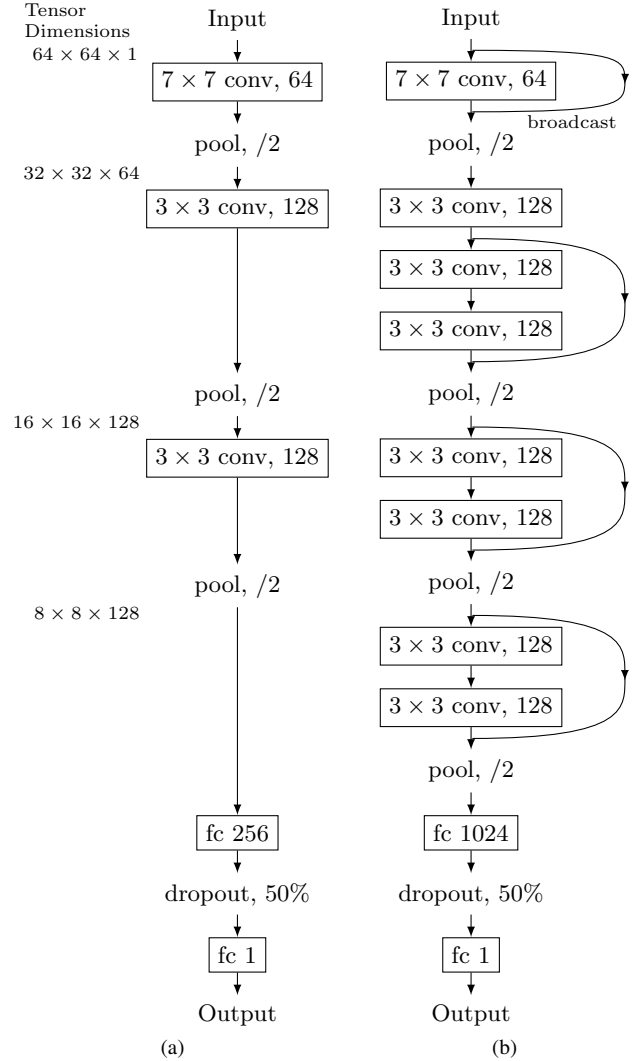 Tensor
Dimensions
64 × 64 × 1
32 × 32 × 64
16 × 16 × 128
8 × 8 × 128
Input
7 × 7 conv, 64
pool, /2
3 × 3 conv, 128
pool, /2
3 × 3 conv, 128
pool, /2
fc 256
dropout, 50%
fc 1
Output
(a)
Input
7 × 7 conv, 64
broadcast
pool, /2
3 × 3 conv, 128
3 × 3 conv, 128
3 × 3 conv, 128
pool, /2
3 × 3 conv, 128
3 × 3 conv, 128
pool, /2
3 × 3 conv, 128
3 × 3 conv, 128
pool, /2
fc 1024
dropout, 50%
fc 1
Output
(b)